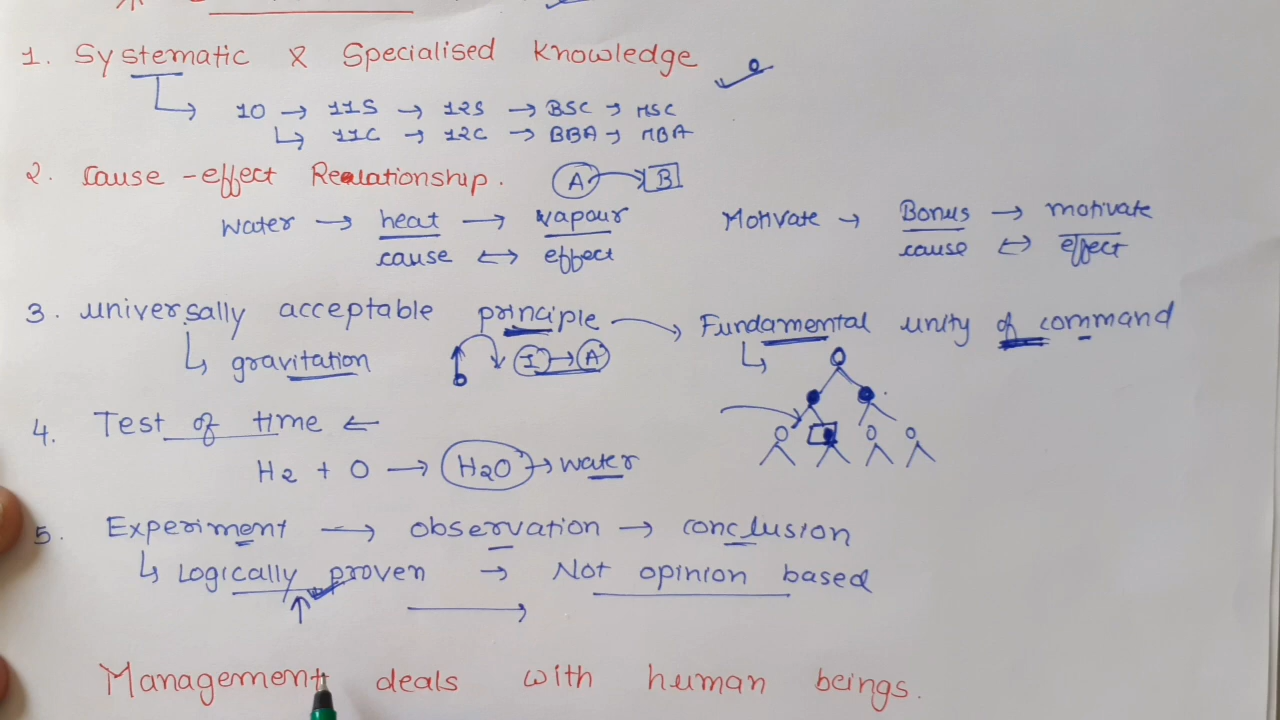 1. Systematic & Specialised Knowledge
10 → 11S → 12S → BSC → MSC
↳ 11C → 12C → BBA → MBA
2. Cause-effect Relationship. A → B
Water → heat → vapour Motivate → Bonus → motivate
cause ↔ effect cause ↔ effect
3. universally acceptable principle → Fundamental unity of command
↳ gravitation I → A
4. Test of time ←
H2 + O → H2O → water
5. Experiment → observation → conclusion
↳ Logically proven → Not opinion based
Management deals with human beings.